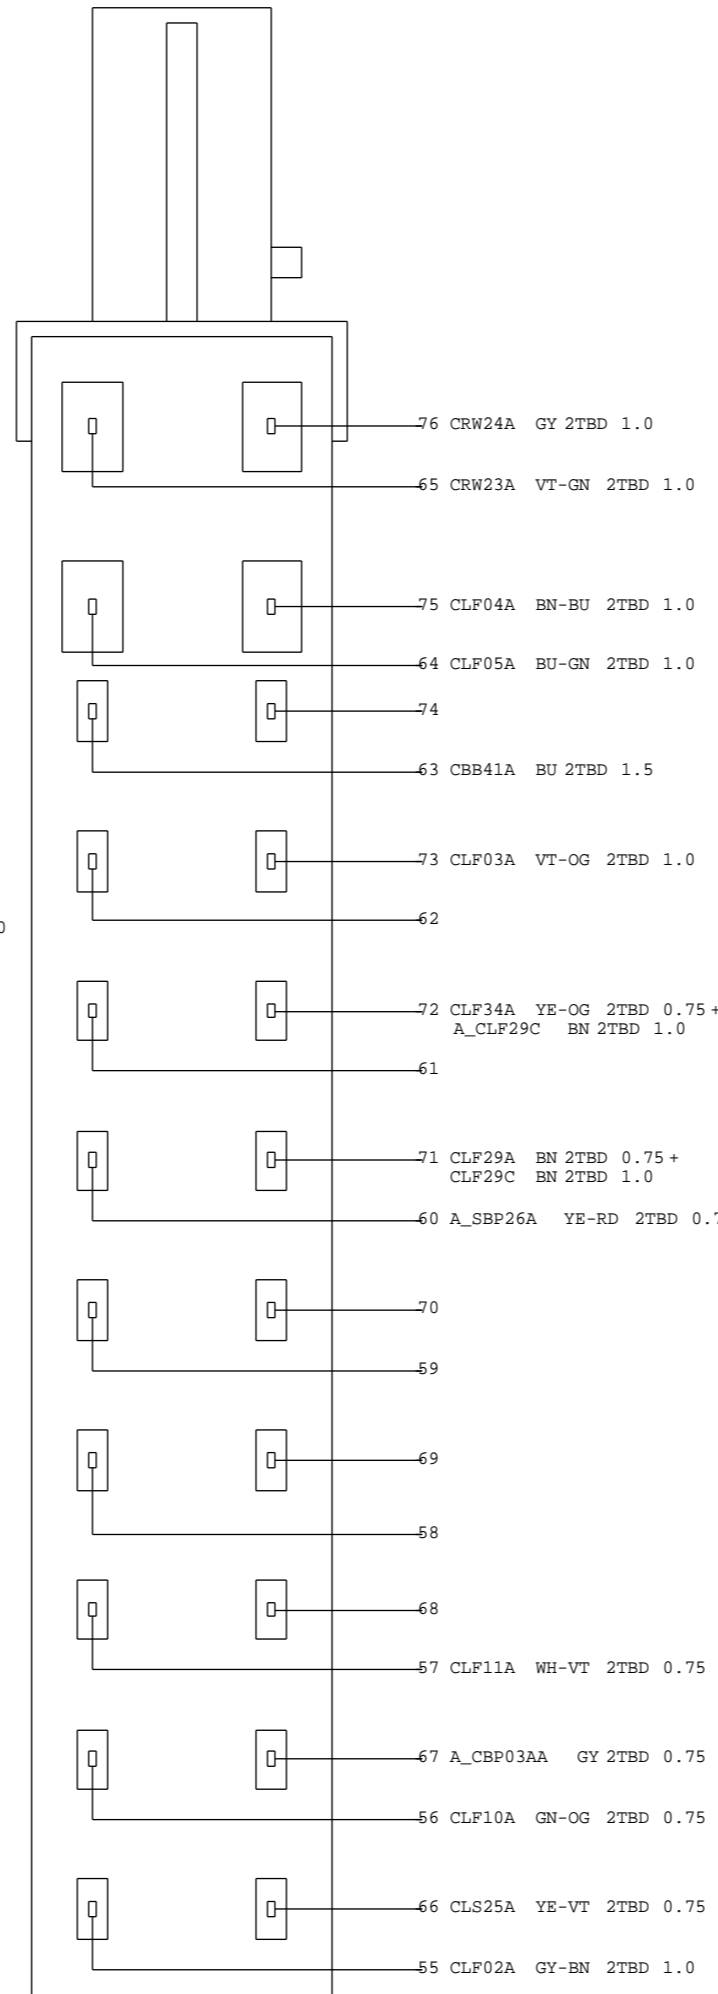 76 CRW24A GY 2TBD 1.0
65 CRW23A VT-GN 2TBD 1.0
75 CLF04A BN-BU 2TBD 1.0
64 CLF05A BU-GN 2TBD 1.0
74
63 CBB41A BU 2TBD 1.5
73 CLF03A VT-OG 2TBD 1.0
62
0
72 CLF34A YE-OG 2TBD 0.75 +
A_CLF29C BN 2TBD 1.0
61
71 CLF29A BN 2TBD 0.75 +
CLF29C BN 2TBD 1.0
60 A_SBP26A YE-RD 2TBD 0.7
70
59
69
58
68
57 CLF11A WH-VT 2TBD 0.75
67 A_CBP03AA GY 2TBD 0.75
56 CLF10A GN-OG 2TBD 0.75
66 CLS25A YE-VT 2TBD 0.75
55 CLF02A GY-BN 2TBD 1.0